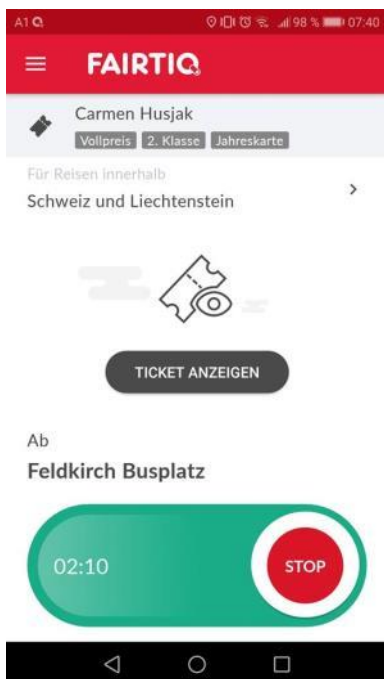 A1 98 % 07:40
FAIRTIQ
Carmen Husjak
Vollpreis 2. Klasse Jahreskarte
Für Reisen innerhalb
Schweiz und Liechtenstein
TICKET ANZEIGEN
Ab
Feldkirch Busplatz
02:10 STOP